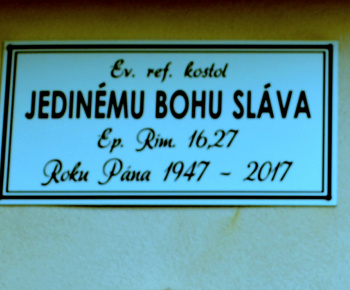 Ev. ref. kostol
JEDINÉMU BOHU SLÁVA
Ep. Rim. 16,27
Roku Pána 1947 - 2017